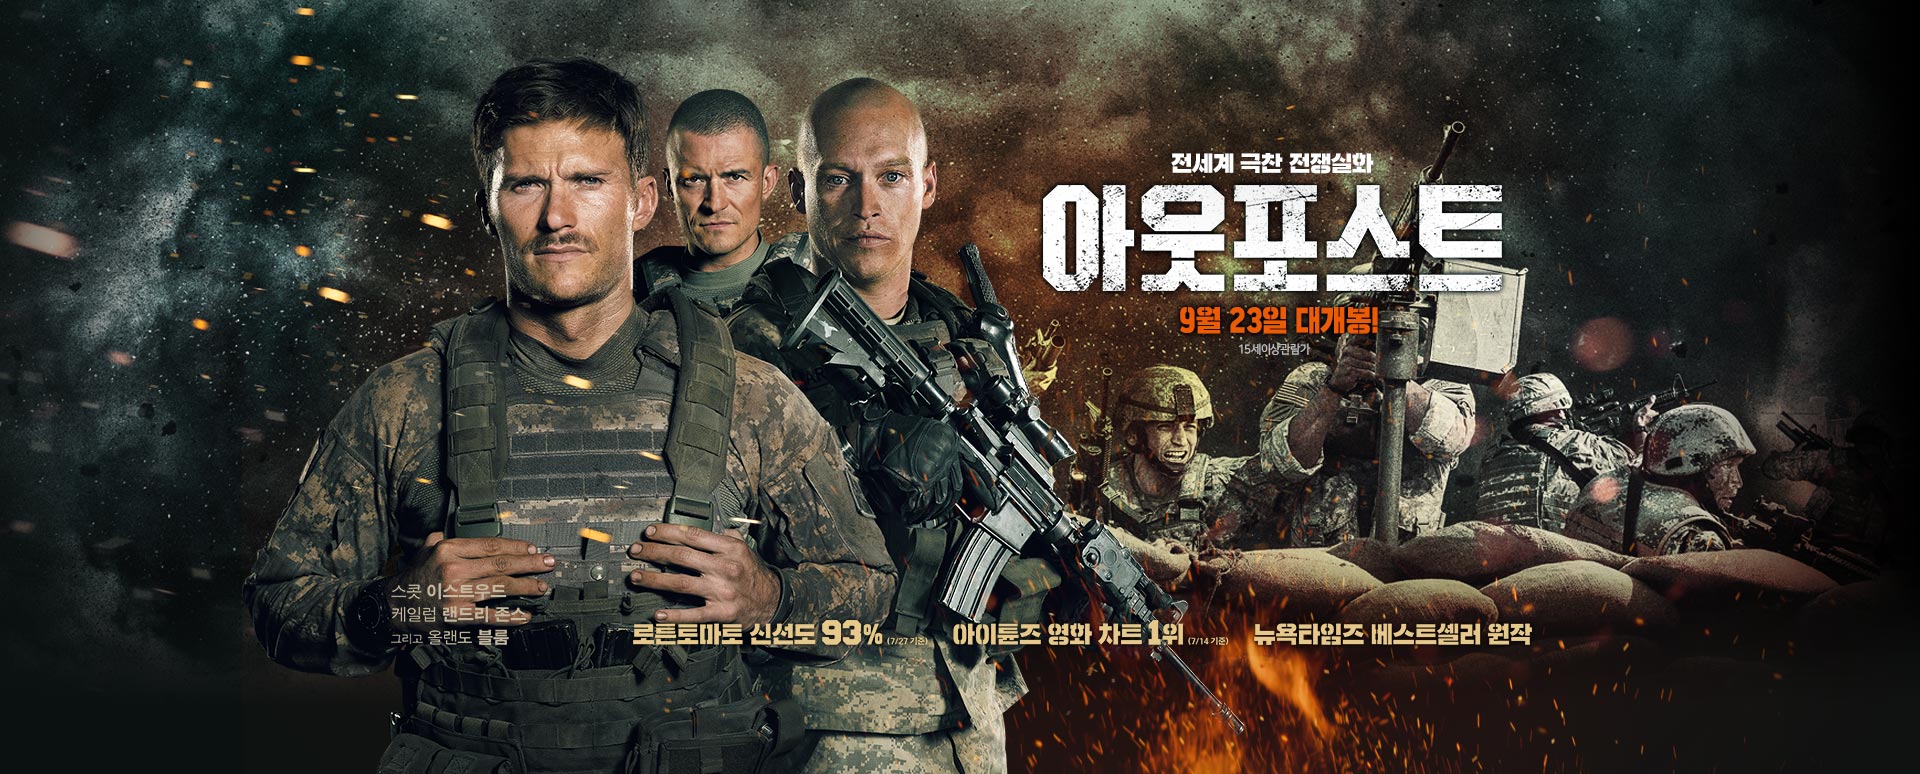 전세계 극찬 전쟁실화
아웃포스트
9월 23일 대개봉!
15세이상관람가
스콧 이스트우드
케일럽 랜드리 존스
그리고 올랜도 블룸
로튼토마토 신선도 93% (7/27 기준)
아이튠즈 영화 차트 1위 (7/14 기준)
뉴욕타임즈 베스트셀러 원작